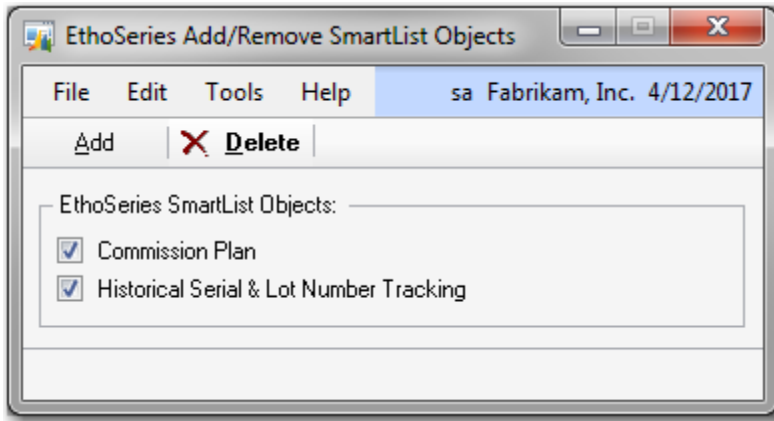 EthoSeries Add/Remove SmartList Objects
File Edit Tools Help sa Fabrikam, Inc. 4/12/2017
Add Delete
EthoSeries SmartList Objects:
Commission Plan
Historical Serial & Lot Number Tracking